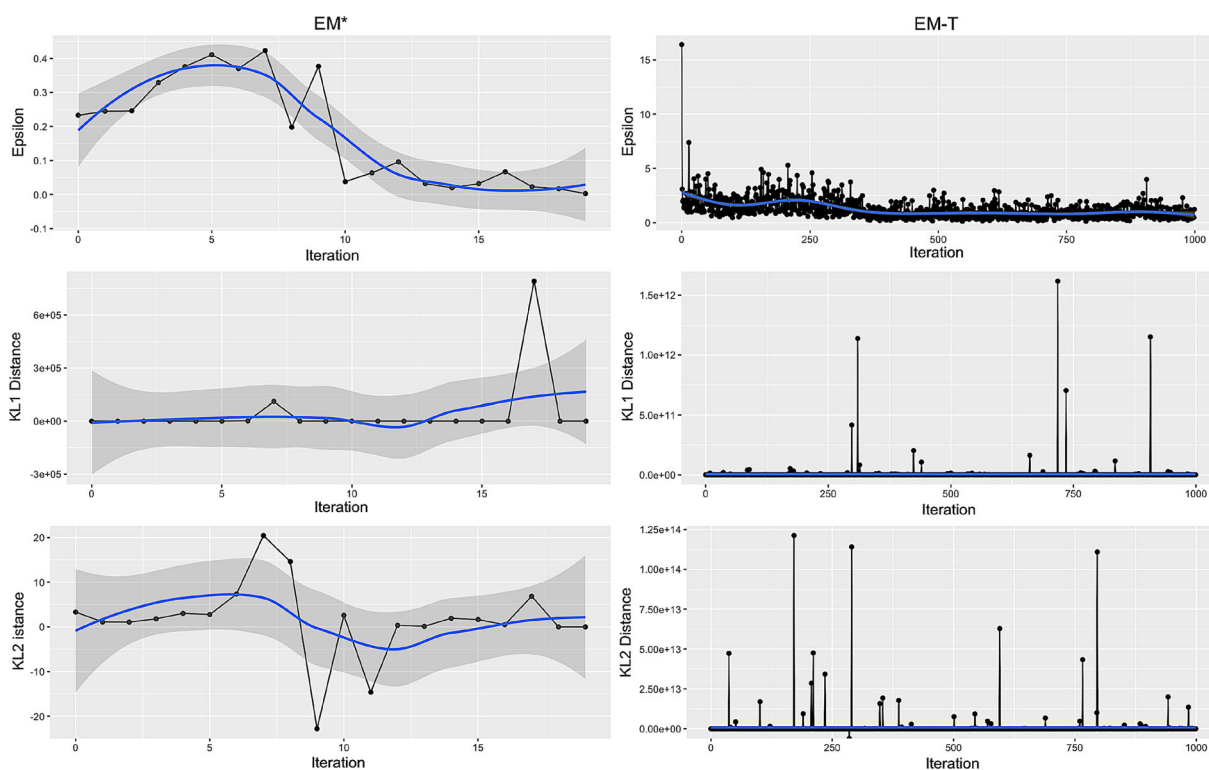 EM*
EM-T
Epsilon
0.4
0.3
0.2
0.1
0.0
-0.1
0
5
10
15
Iteration
Epsilon
15
10
5
0
0
250
500
750
1000
Iteration
KL1 Distance
6e+05
3e+05
0e+00
-3e+05
0
5
10
15
Iteration
KL1 Distance
1.5e+12
1.0e+12
5.0e+11
0.0e+00
0
250
500
750
1000
Iteration
KL2 istance
20
10
0
-10
-20
0
5
10
15
Iteration
KL2 Distance
1.25e+14
1.00e+14
7.50e+13
5.00e+13
2.50e+13
0.00e+00
0
250
500
750
1000
Iteration